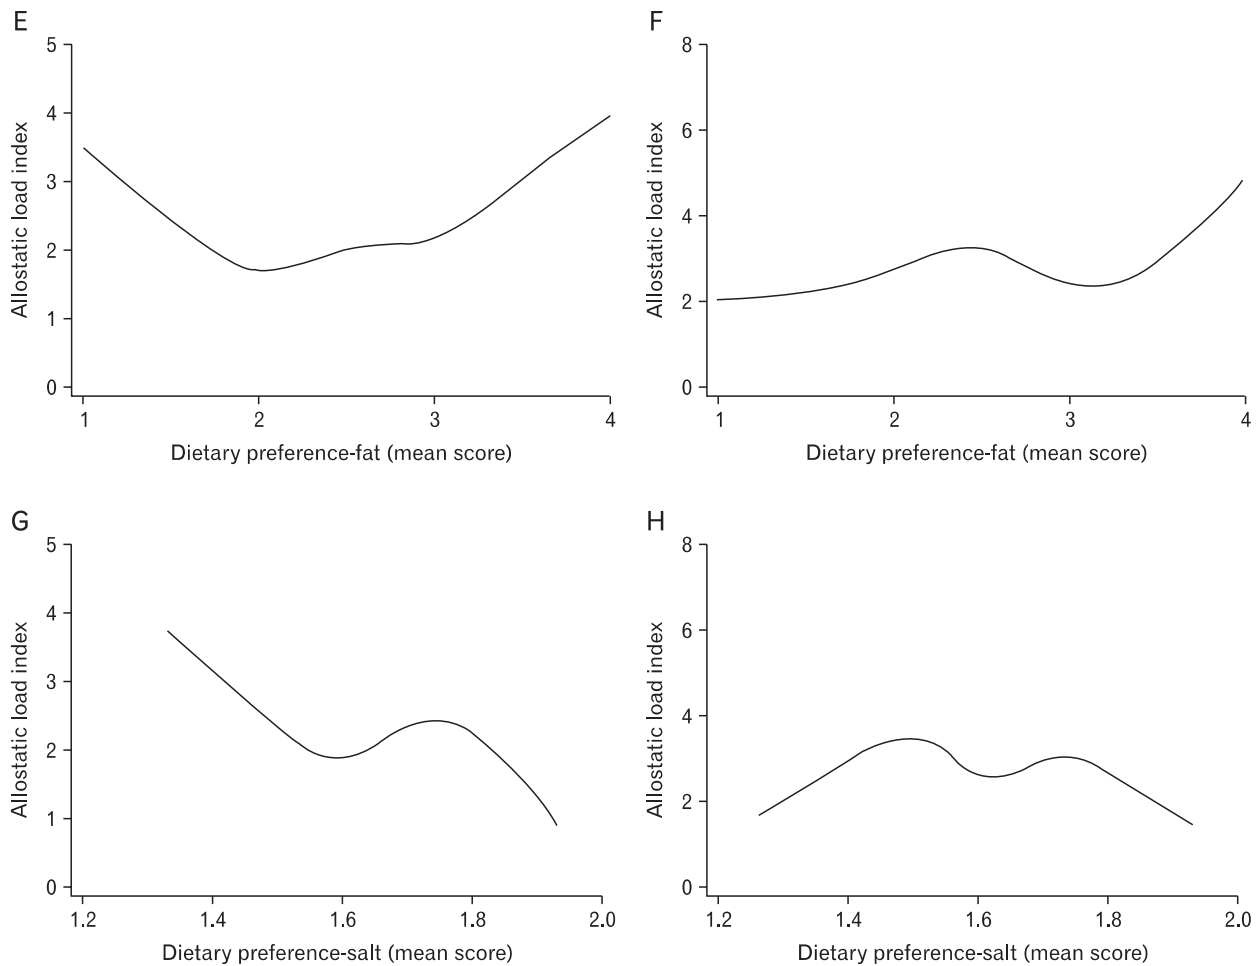 E
5
4
3
2
1
0
Allostatic load index
1 2 3 4
Dietary preference-fat (mean score)
F
8
6
4
2
0
Allostatic load index
1 2 3 4
Dietary preference-fat (mean score)
G
5
4
3
2
1
0
Allostatic load index
1.2 1.4 1.6 1.8 2.0
Dietary preference-salt (mean score)
H
8
6
4
2
0
Allostatic load index
1.2 1.4 1.6 1.8 2.0
Dietary preference-salt (mean score)